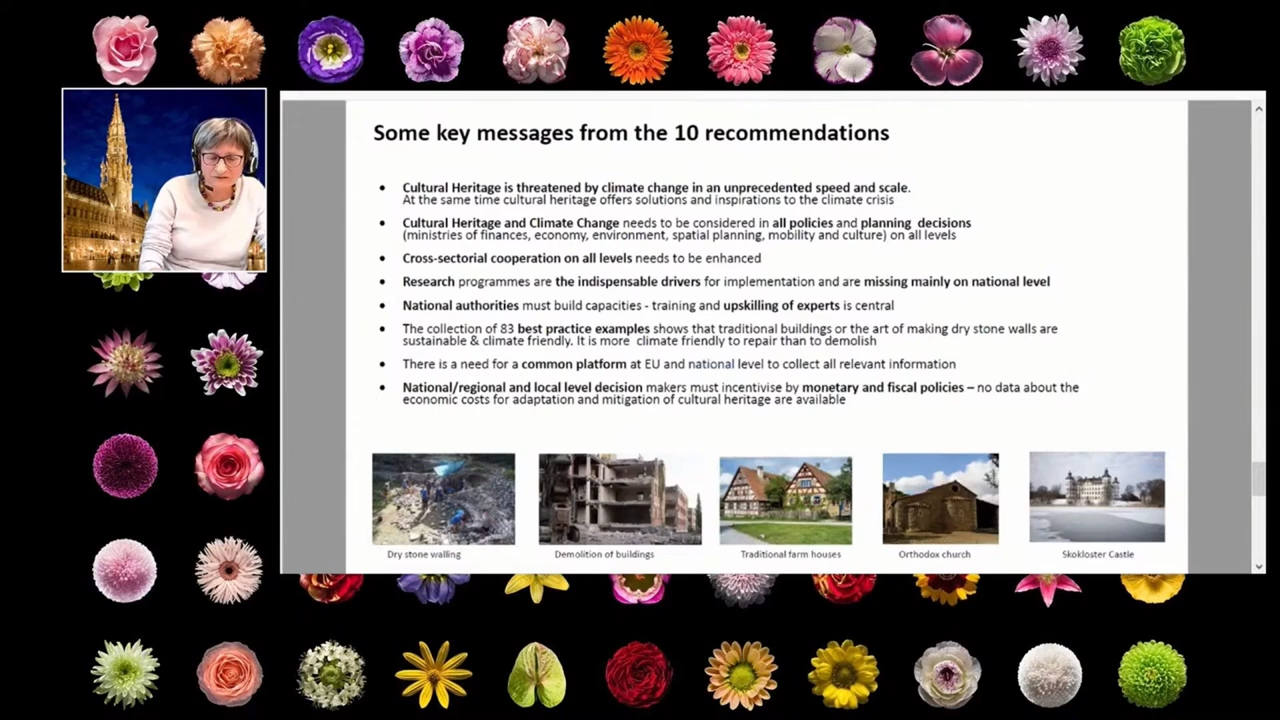 Some key messages from the 10 recommendations
• Cultural Heritage is threatened by climate change in an unprecedented speed and scale.
At the same time cultural heritage offers solutions and inspirations to the climate crisis
• Cultural Heritage and Climate Change needs to be considered in all policies and planning decisions
(ministries of finances, economy, environment, spatial planning, mobility and culture) on all levels
• Cross-sectorial cooperation on all levels needs to be enhanced
• Research programmes are the indispensable drivers for implementation and are missing mainly on national level
• National authorities must build capacities - training and upskilling of experts is central
• The collection of 83 best practice examples shows that traditional buildings or the art of making dry stone walls are
sustainable & climate friendly. It is more climate friendly to repair than to demolish
• There is a need for a common platform at EU and national level to collect all relevant information
• National/regional and local level decision makers must incentivise by monetary and fiscal policies – no data about the
economic costs for adaptation and mitigation of cultural heritage are available
Dry stone walling
Demolition of buildings
Traditional farm houses
Orthodox church
Skokloster Castle